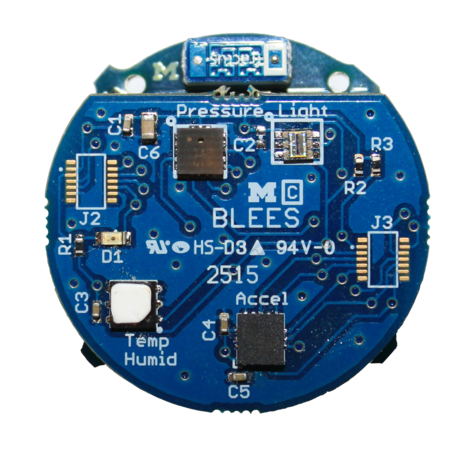 M
Pressure Light
C1
C6
C2
R3
R2
M C
BLEES
J2
J3
R1
D1
HS-D3 94V-0
2515
C3
Accel
C4
Temp
Humid
C5